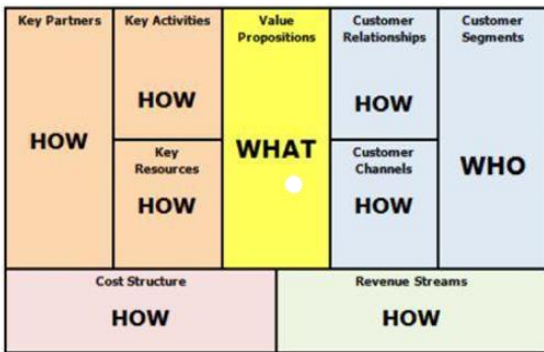 Key Partners
HOW
Key Activities
HOW
Key
Resources
HOW
Value
Propositions
WHAT
Customer
Relationships
HOW
Customer
Channels
HOW
Customer
Segments
WHO
Cost Structure
HOW
Revenue Streams
HOW